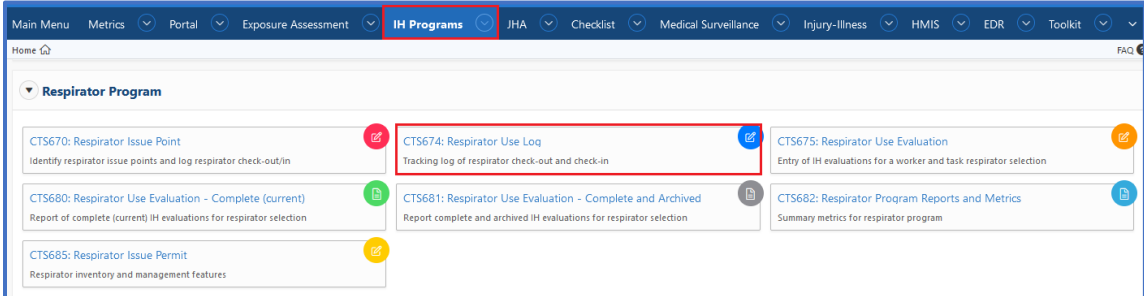 Main Menu Metrics Portal Exposure Assessment IH Programs JHA Checklist Medical Surveillance Injury-Illness HMIS EDR Toolkit
Home FAQ
Respirator Program
CTS670: Respirator Issue Point
Identify respirator issue points and log respirator check-out/in
CTS674: Respirator Use Log
Tracking log of respirator check-out and check-in
CTS675: Respirator Use Evaluation
Entry of IH evaluations for a worker and task respirator selection
CTS680: Respirator Use Evaluation - Complete (current)
Report of complete (current) IH evaluations for respirator selection
CTS681: Respirator Use Evaluation - Complete and Archived
Report complete and archived IH evaluations for respirator selection
CTS682: Respirator Program Reports and Metrics
Summary metrics for respirator program
CTS685: Respirator Issue Permit
Respirator inventory and management features